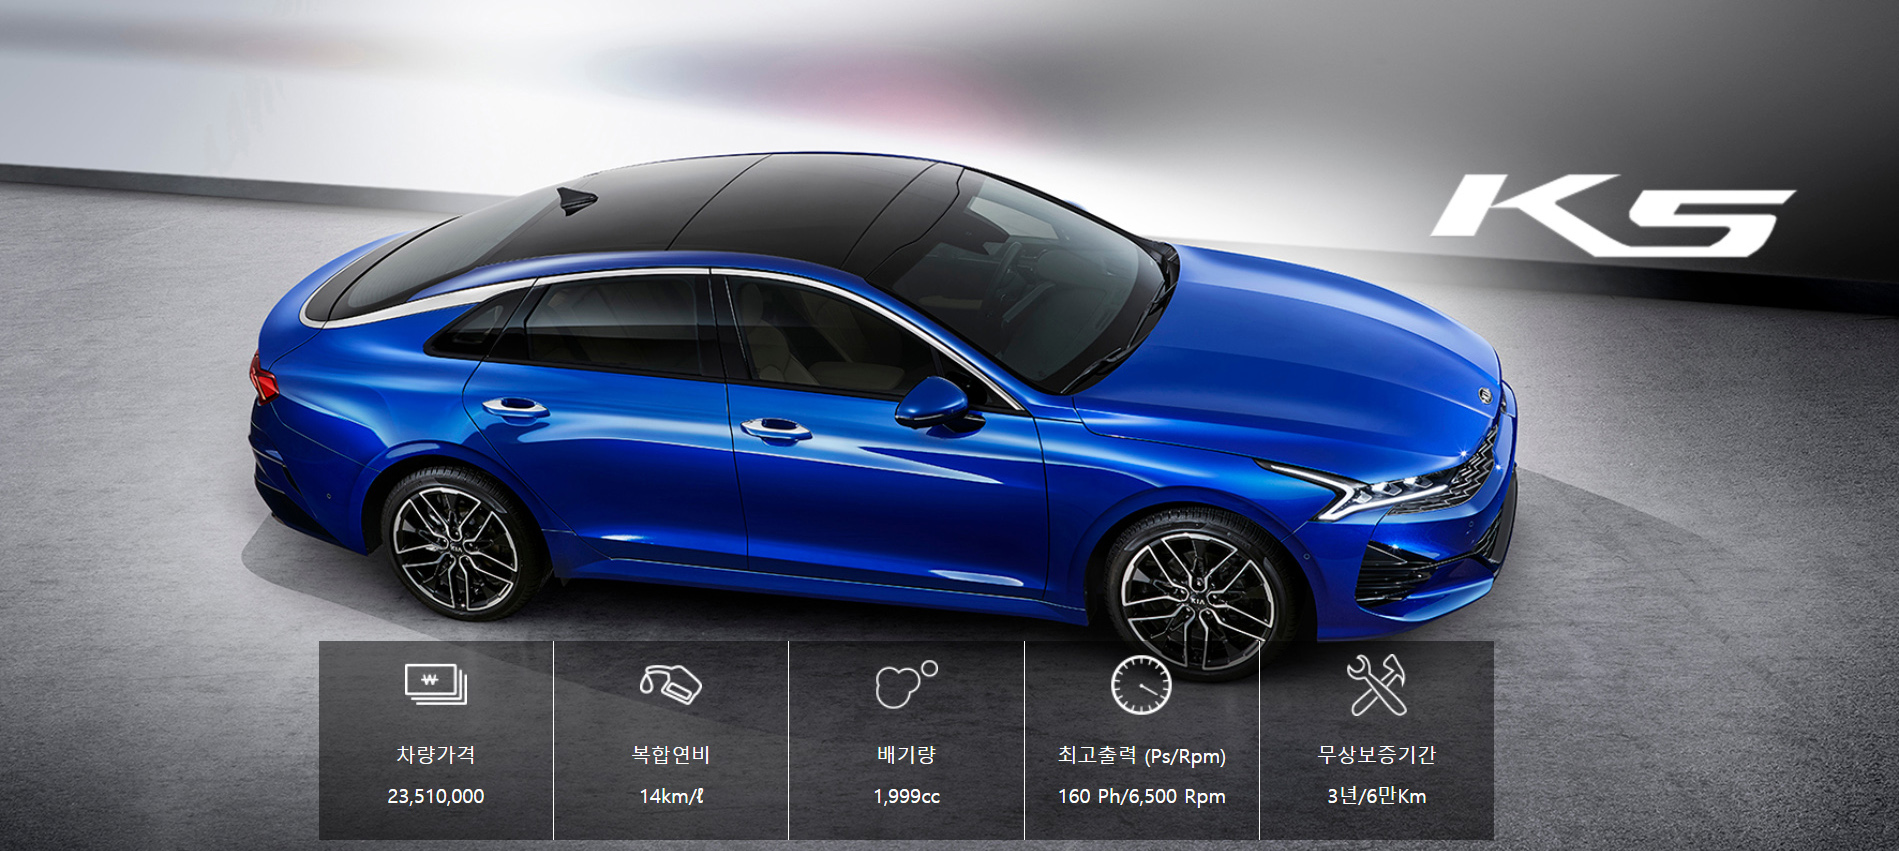 K5
KIA
KIA
₩
차량가격
23,510,000
복합연비
14km/ℓ
배기량
1,999cc
최고출력 (Ps/Rpm)
160 Ph/6,500 Rpm
무상보증기간
3년/6만Km